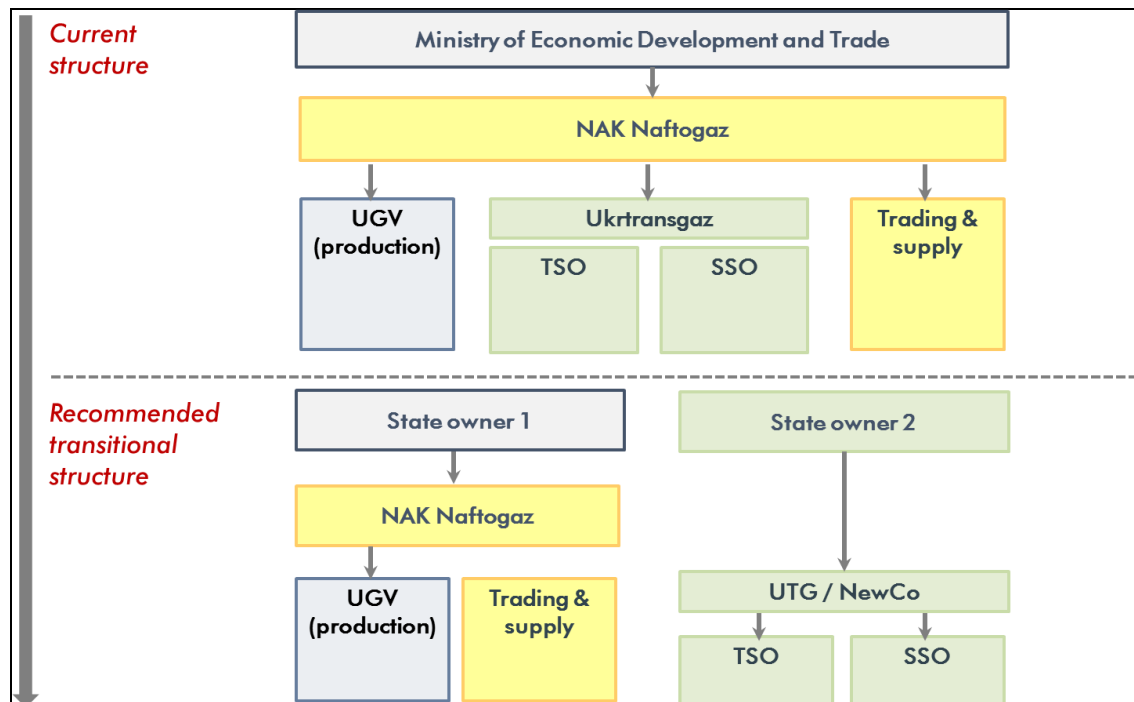 Current
structure
Ministry of Economic Development and Trade
NAK Naftogaz
UGV
(production)
Ukrtransgaz
TSO
SSO
Trading &
supply
Recommended
transitional
structure
State owner 1
State owner 2
NAK Naftogaz
UGV
(production)
Trading &
supply
UTG / NewCo
TSO
SSO